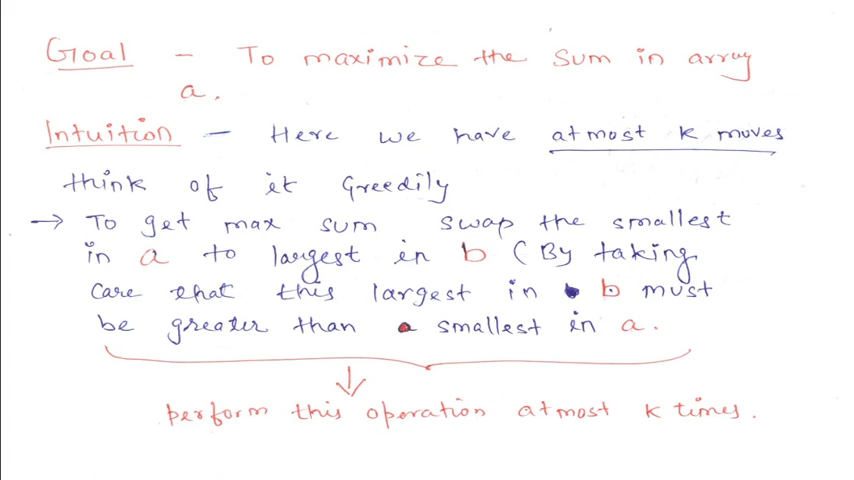 Goal - To maximize the sum in array
a.
Intuition - Here we have atmost k moves
think of it Greedily
→ To get max sum swap the smallest
in a to largest in b (By taking
care that this largest in b must
be greater than smallest in a.
perform this operation atmost k times.